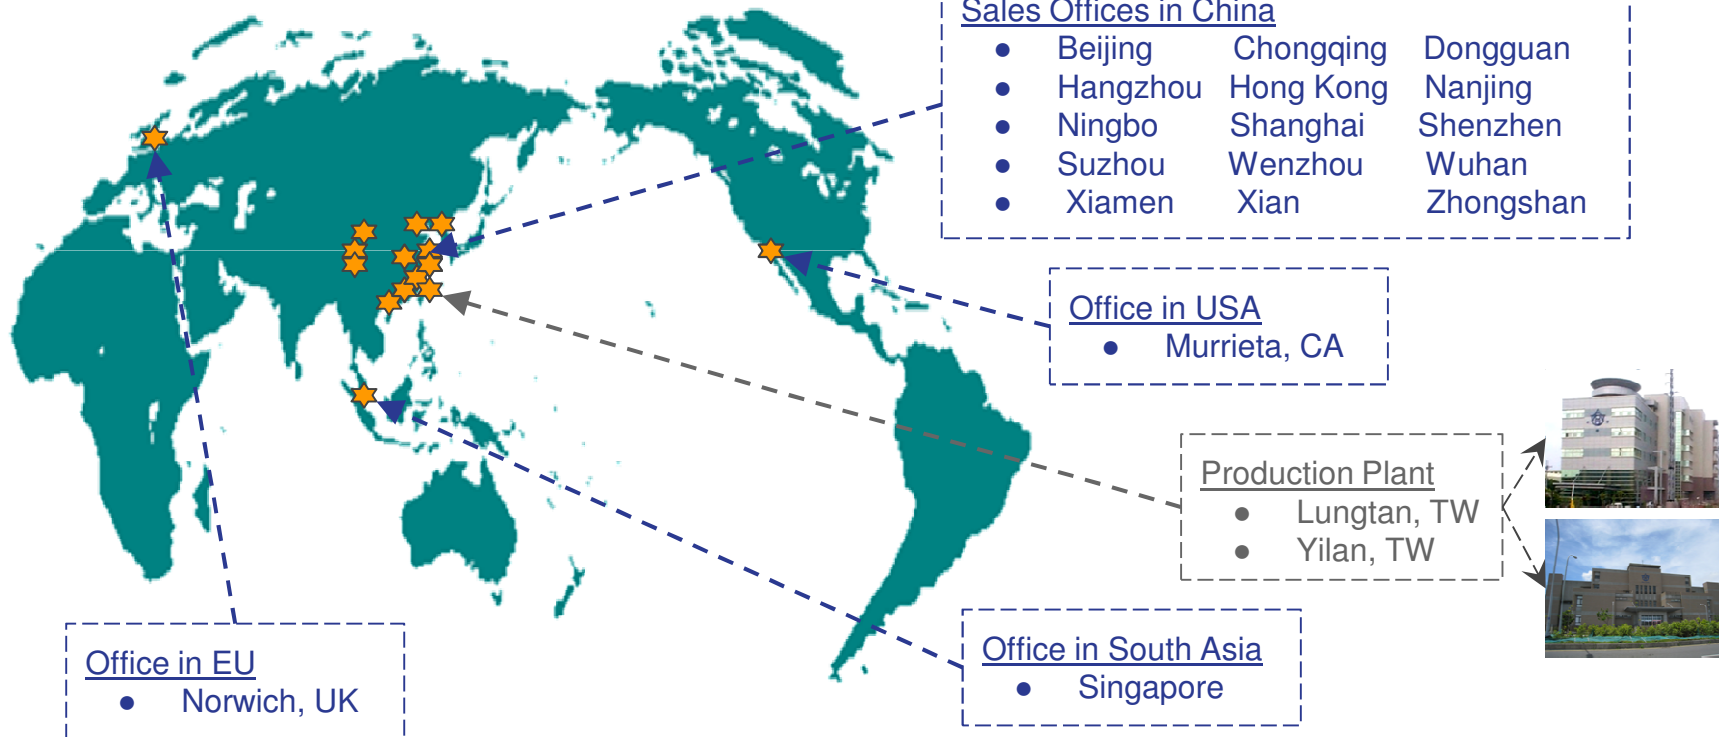 Sales Offices in China
● Beijing Chongqing Dongguan
● Hangzhou Hong Kong Nanjing
● Ningbo Shanghai Shenzhen
● Suzhou Wenzhou Wuhan
● Xiamen Xian Zhongshan
Office in USA
● Murrieta, CA
Production Plant
● Lungtan, TW
● Yilan, TW
Office in South Asia
● Singapore
Office in EU
● Norwich, UK